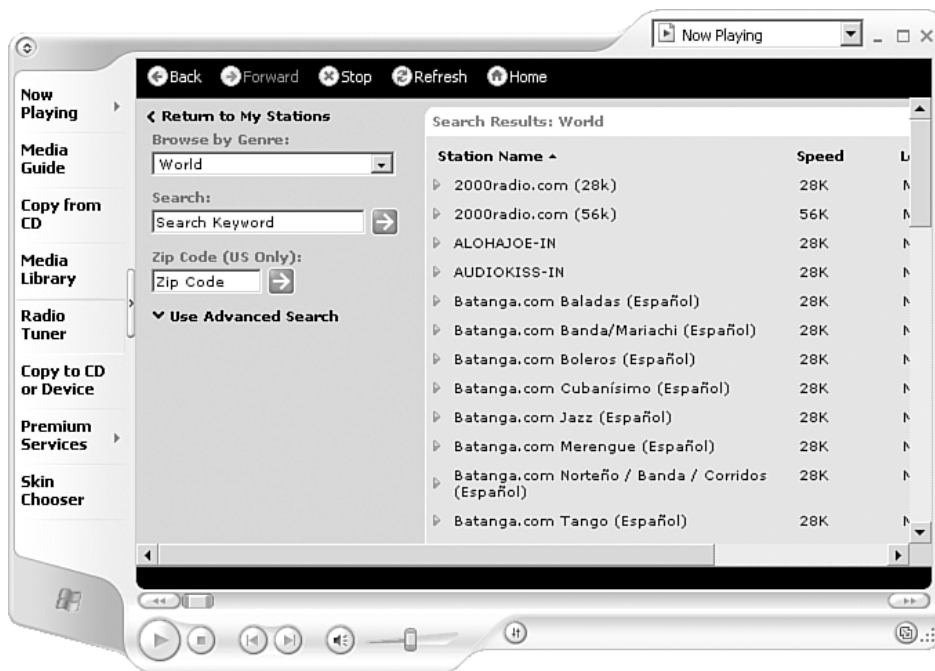 Now Playing
Back Forward Stop Refresh Home
Now
Playing
Media
Guide
Copy from
CD
Media
Library
Radio
Tuner
Copy to CD
or Device
Premium
Services
Skin
Chooser
Return to My Stations
Browse by Genre:
World
Search:
Search Keyword
Zip Code (US Only):
Zip Code
Use Advanced Search
Search Results: World
Station Name Speed
2000radio.com (28k) 28K
2000radio.com (56k) 56K
ALOHAJOE-IN 28K
AUDIOKISS-IN 28K
Batanga.com Baladas (Español) 28K
Batanga.com Banda/Mariachi (Español) 28K
Batanga.com Boleros (Español) 28K
Batanga.com Cubanísimo (Español) 28K
Batanga.com Jazz (Español) 28K
Batanga.com Merengue (Español) 28K
Batanga.com Norteño / Banda / Corridos 28K
(Español)
Batanga.com Tango (Español) 28K